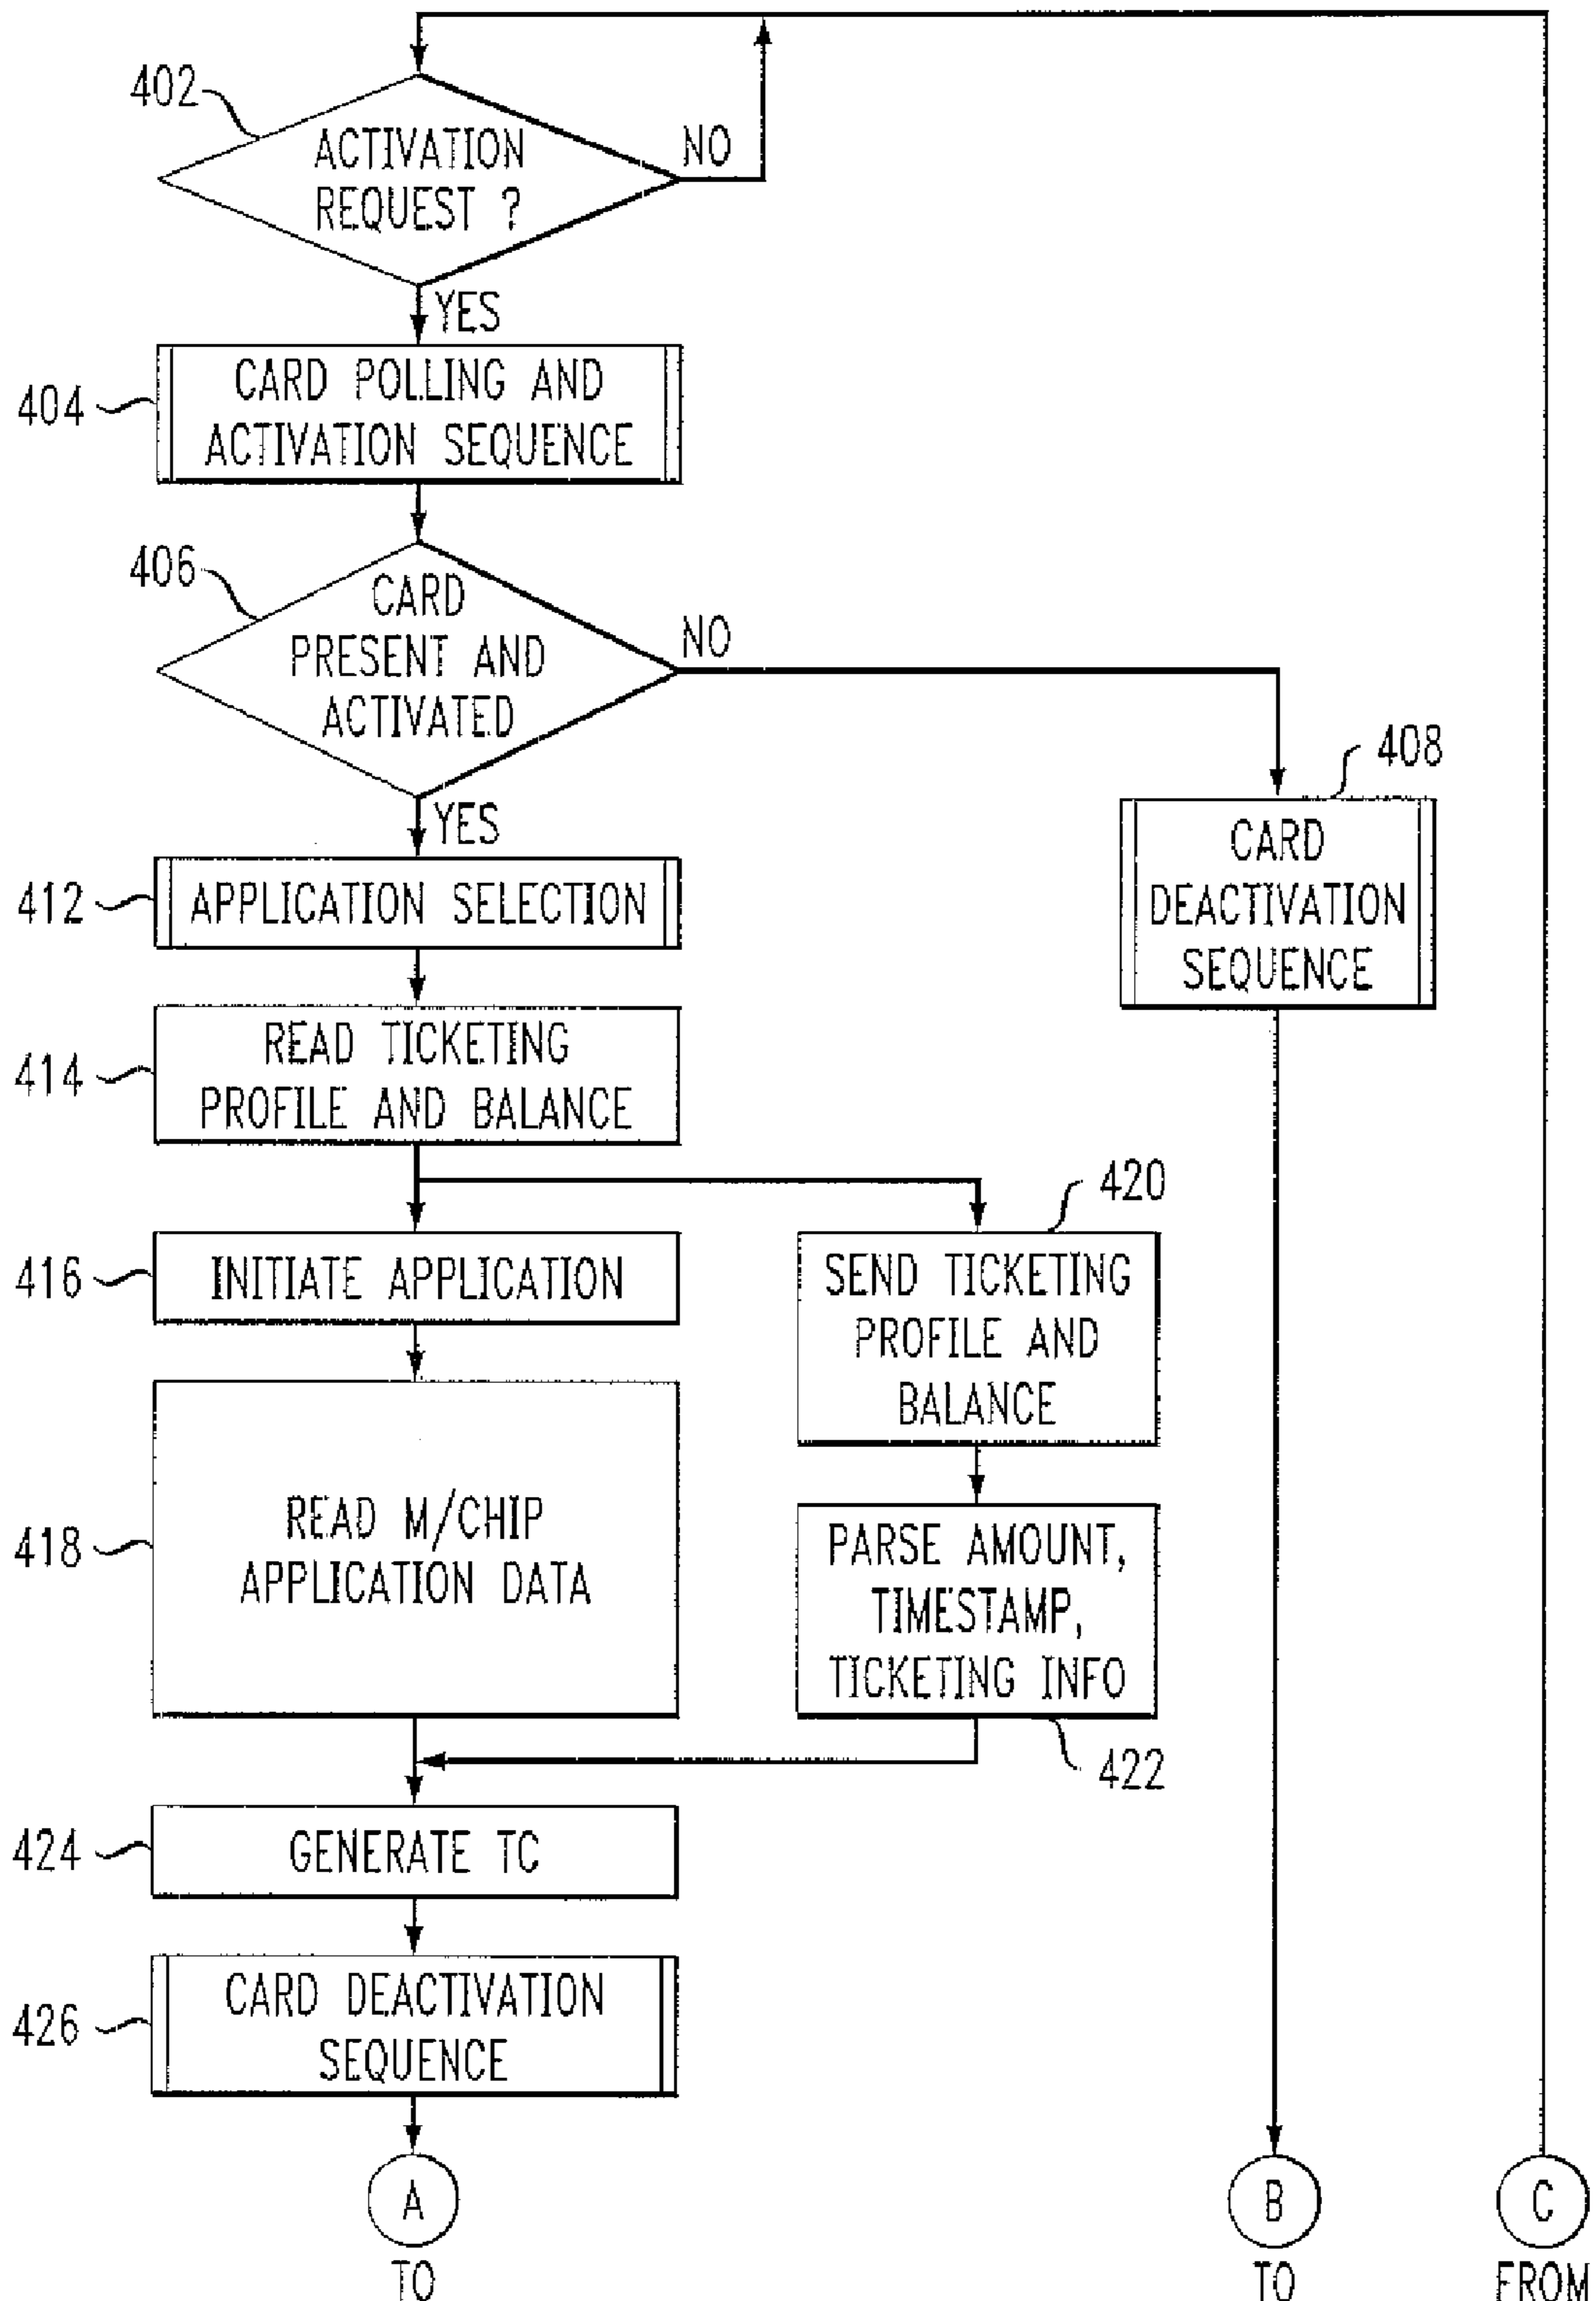 402
ACTIVATION
REQUEST ?
NO
YES
404
CARD POLLING AND
ACTIVATION SEQUENCE
406
CARD
PRESENT AND
ACTIVATED
NO
YES
408
CARD
DEACTIVATION
SEQUENCE
412
APPLICATION SELECTION
414
READ TICKETING
PROFILE AND BALANCE
416
INITIATE APPLICATION
420
SEND TICKETING
PROFILE AND
BALANCE
418
READ M/CHIP
APPLICATION DATA
PARSE AMOUNT,
TIMESTAMP,
TICKETING INFO
422
424
GENERATE TC
426
CARD DEACTIVATION
SEQUENCE
A
TO
B
TO
C
FROM